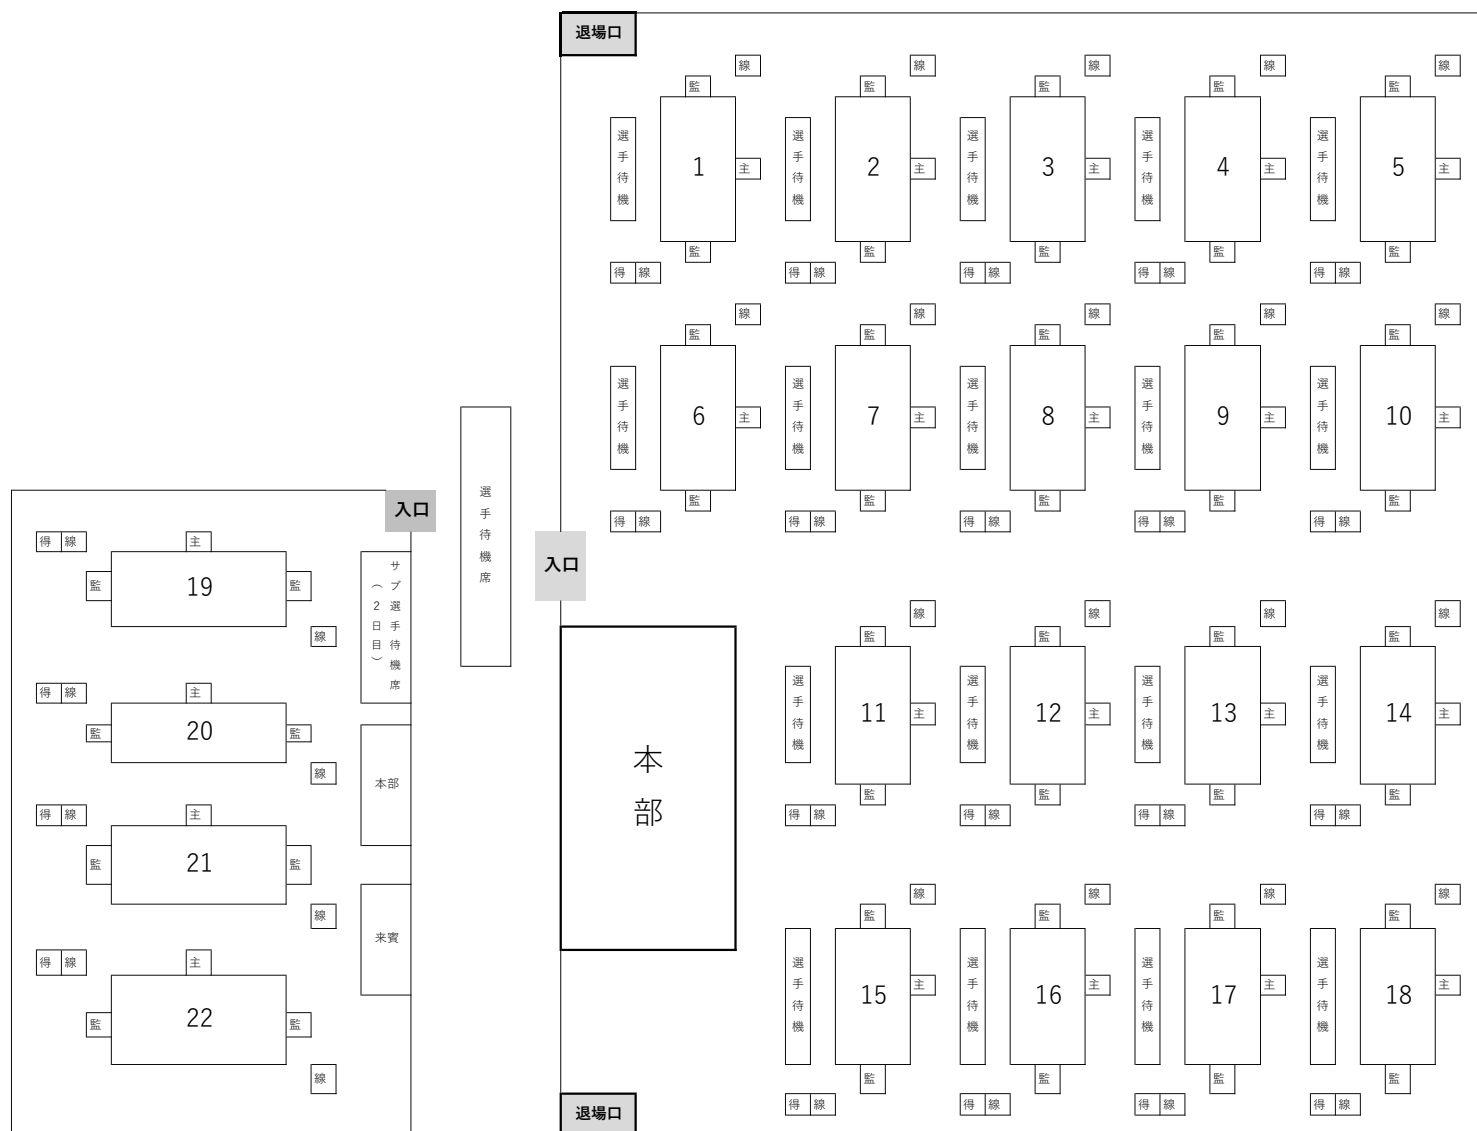 退場口
線 線 線 線 線
監 監 監 監 監
選手待機 1 主 選手待機 2 主 選手待機 3 主 選手待機 4 主 選手待機 5 主
監 監 監 監 監
得 線 得 線 得 線 得 線 得 線
線 線 線 線 線
監 監 監 監 監
選手待機 6 主 選手待機 7 主 選手待機 8 主 選手待機 9 主 選手待機 10 主
監 監 監 監 監
得 線 得 線 得 線 得 線 得 線
選手待機席
入口
入口
得 線 主
監 19 監
線
サブ選手待機席
（2日目）
得 線 主
監 20 監
線
本部
得 線 主
監 21 監
線
来賓
得 線 主
監 22 監
線
本部
線 線 線 線
監 監 監 監
選手待機 11 主 選手待機 12 主 選手待機 13 主 選手待機 14 主
監 監 監 監
得 線 得 線 得 線 得 線
線 線 線 線
監 監 監 監
選手待機 15 主 選手待機 16 主 選手待機 17 主 選手待機 18 主
監 監 監 監
得 線 得 線 得 線 得 線
退場口